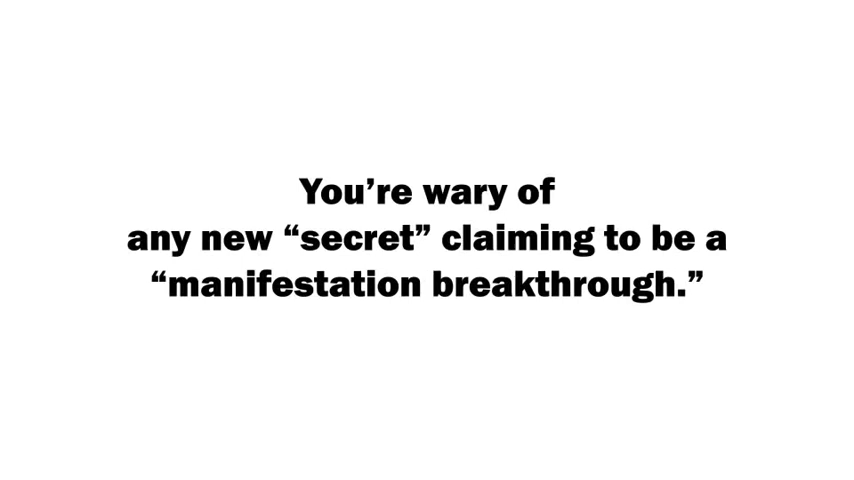 You’re wary of
any new “secret” claiming to be a
“manifestation breakthrough.”